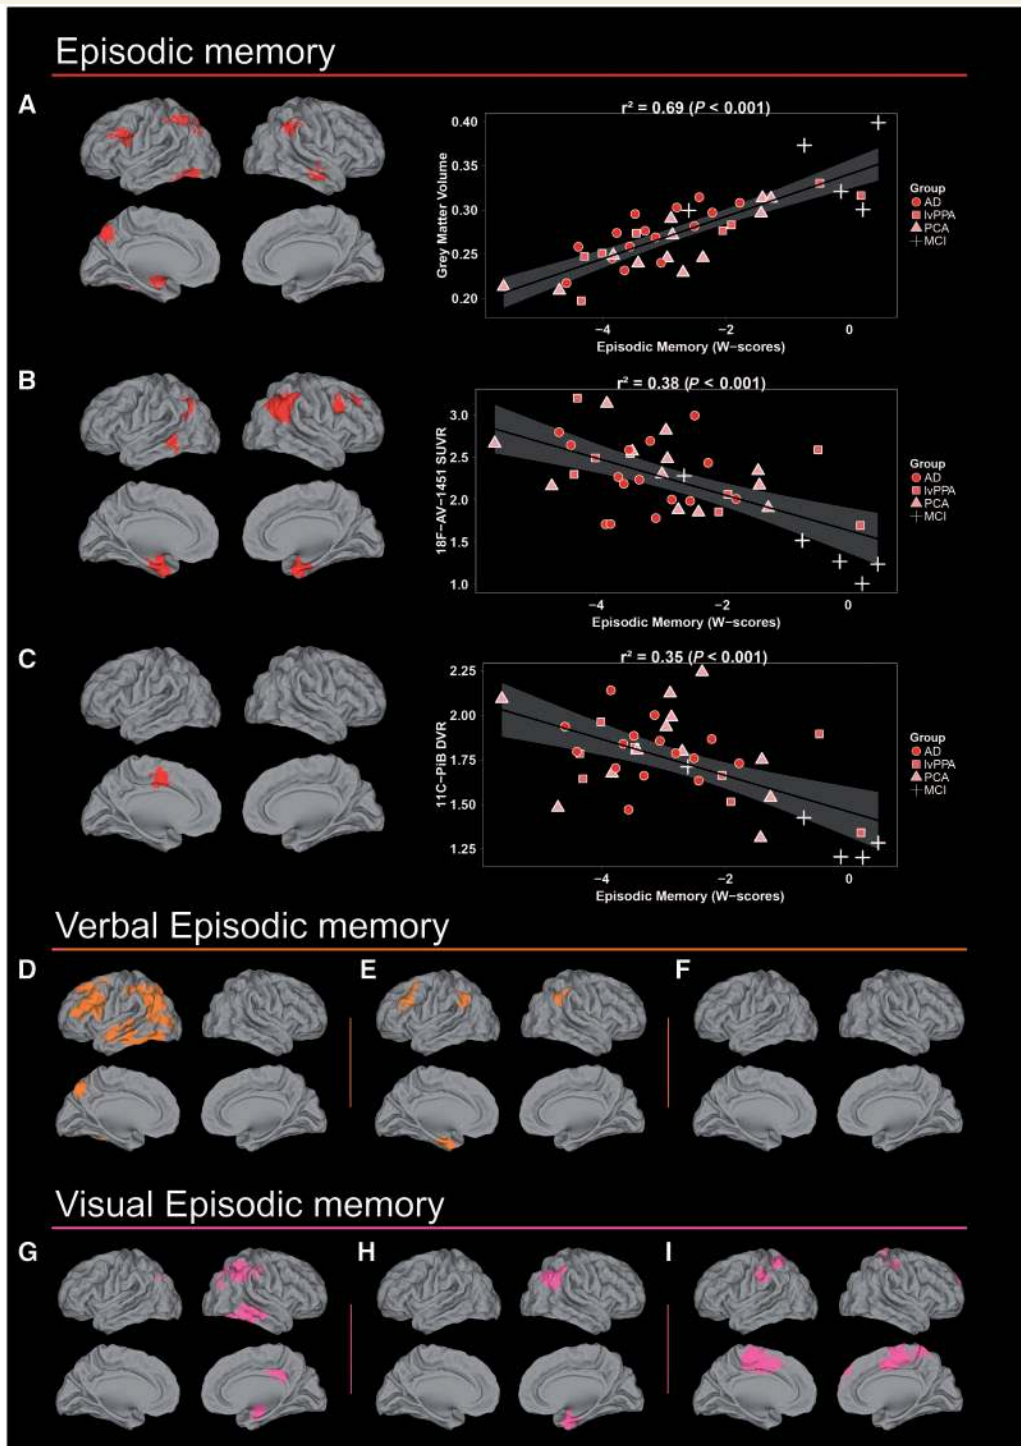 Episodic memory
A
r² = 0.69 (P < 0.001)
Grey Matter Volume
0.40
0.35
0.30
0.25
0.20
−4 −2 0
Episodic Memory (W−scores)
Group
AD
lvPPA
PCA
MCI
B
r² = 0.38 (P < 0.001)
18F−AV−1451 SUVR
3.0
2.5
2.0
1.5
1.0
−4 −2 0
Episodic Memory (W−scores)
Group
AD
lvPPA
PCA
MCI
C
r² = 0.35 (P < 0.001)
11C−PiB DVR
2.25
2.00
1.75
1.50
1.25
−4 −2 0
Episodic Memory (W−scores)
Group
AD
lvPPA
PCA
MCI
Verbal Episodic memory
D E F
Visual Episodic memory
G H I